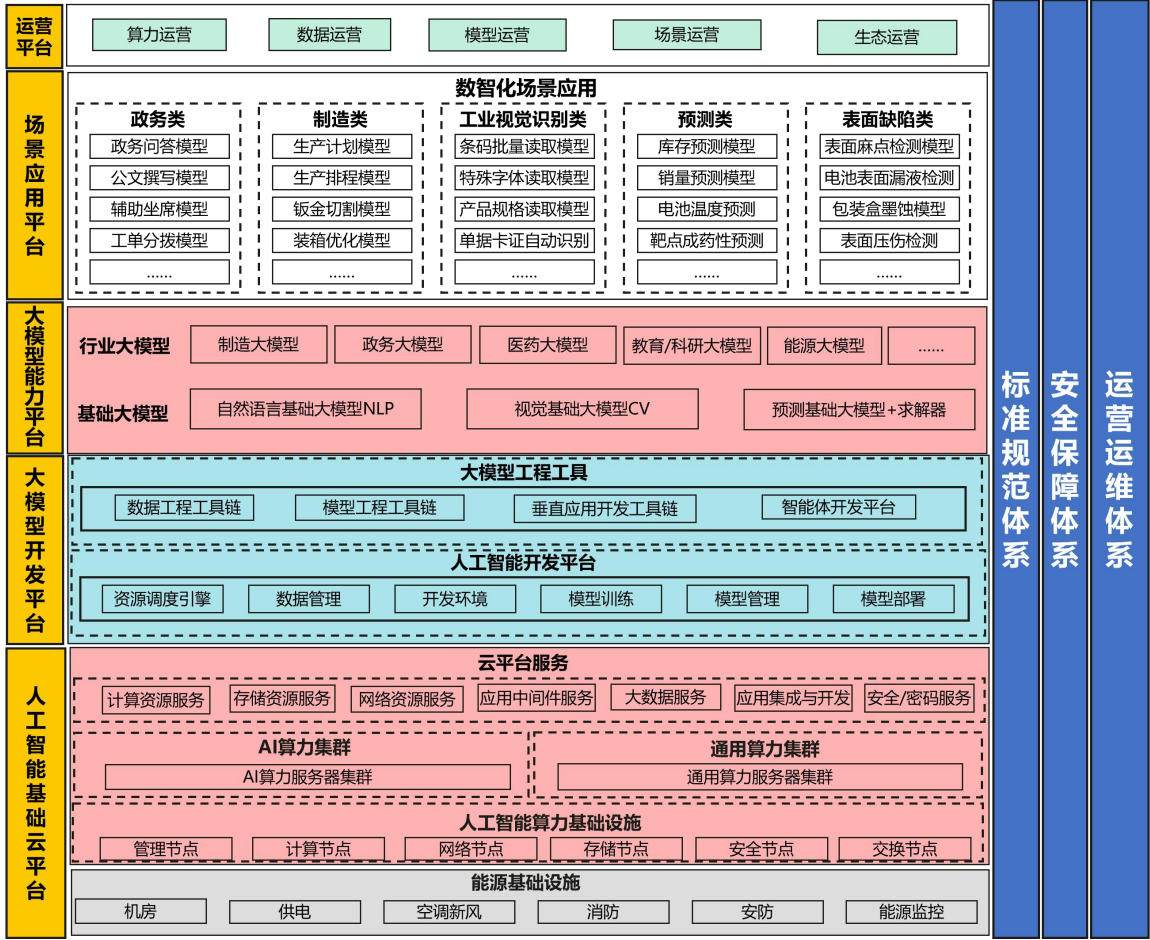 运营
平台
算力运营
数据运营
模型运营
场景运营
生态运营
场景应用平台
数智化场景应用
政务类
政务问答模型
公文撰写模型
辅助坐席模型
工单分拨模型
......
制造类
生产计划模型
生产排程模型
钣金切割模型
装箱优化模型
......
工业视觉识别类
条码批量读取模型
特殊字体读取模型
产品规格读取模型
单据卡证自动识别
......
预测类
库存预测模型
销量预测模型
电池温度预测
靶点成药性预测
......
表面缺陷类
表面麻点检测模型
电池表面漏液检测
包装盒墨蚀模型
表面压伤检测
......
大模型能力平台
行业大模型
制造大模型
政务大模型
医药大模型
教育/科研大模型
能源大模型
......
基础大模型
自然语言基础大模型NLP
视觉基础大模型CV
预测基础大模型+求解器
大模型开发平台
大模型工程工具
数据工程工具链
模型工程工具链
垂直应用开发工具链
智能体开发平台
人工智能开发平台
资源调度引擎
数据管理
开发环境
模型训练
模型管理
模型部署
人工智能基础云平台
云平台服务
计算资源服务
存储资源服务
网络资源服务
应用中间件服务
大数据服务
应用集成与开发
安全/密码服务
AI算力集群
AI算力服务器集群
通用算力集群
通用算力服务器集群
人工智能算力基础设施
管理节点
计算节点
网络节点
存储节点
安全节点
交换节点
能源基础设施
机房
供电
空调新风
消防
安防
能源监控
标准规范体系
安全保障体系
运营运维体系